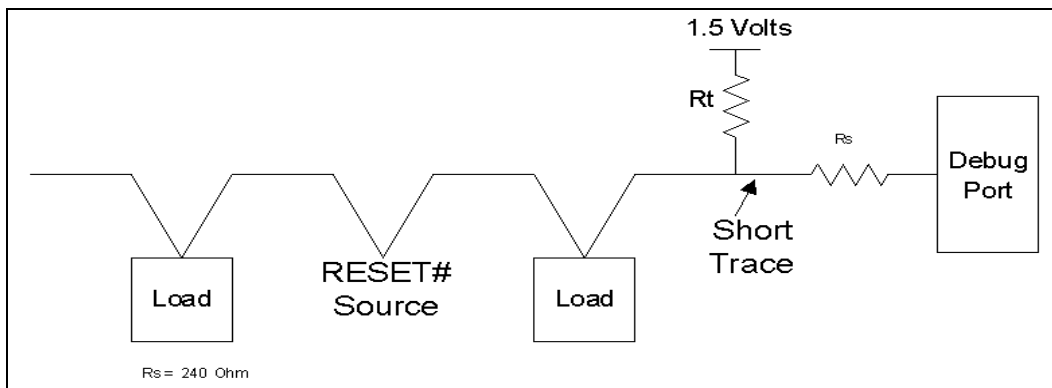 1.5 Volts
Rt
Rs
Debug
Port
Short
Trace
RESET#
Source
Load
Load
Rs = 240 Ohm